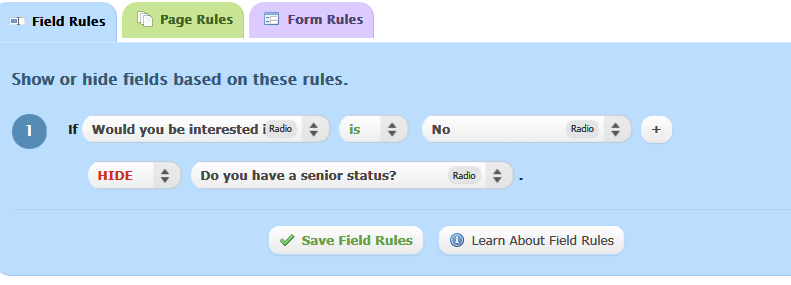 Field Rules Page Rules Form Rules
Show or hide fields based on these rules.
1 If Would you be interested i Radio is No Radio +
HIDE Do you have a senior status? Radio .
Save Field Rules Learn About Field Rules